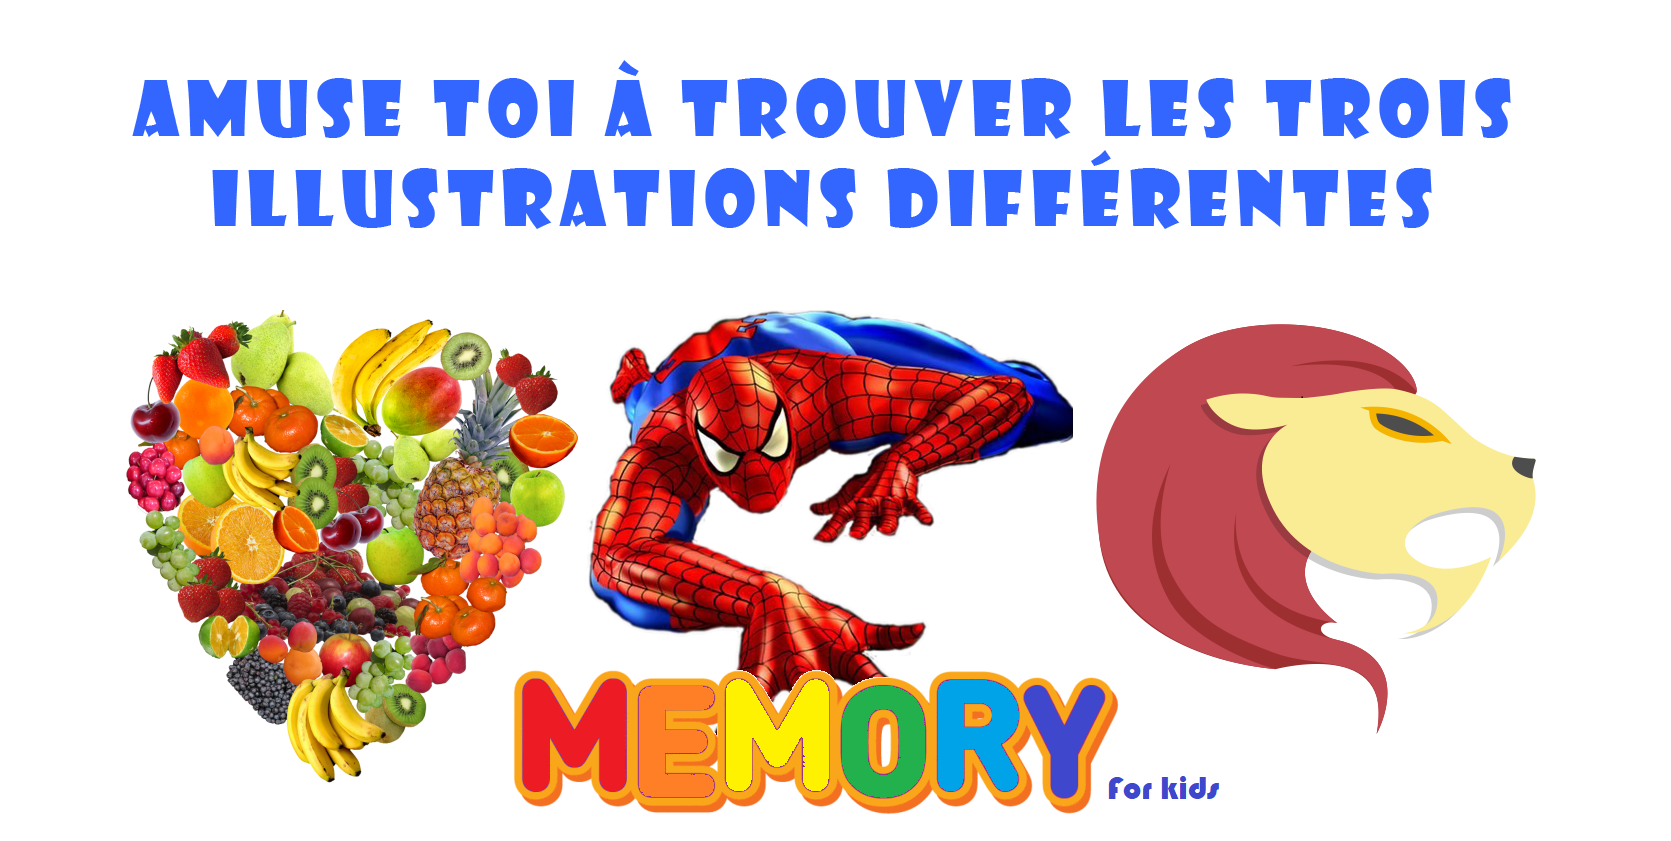 AMUSE TOI À TROUVER LES TROIS
ILLUSTRATIONS DIFFÉRENTES
MEMORY
For kids